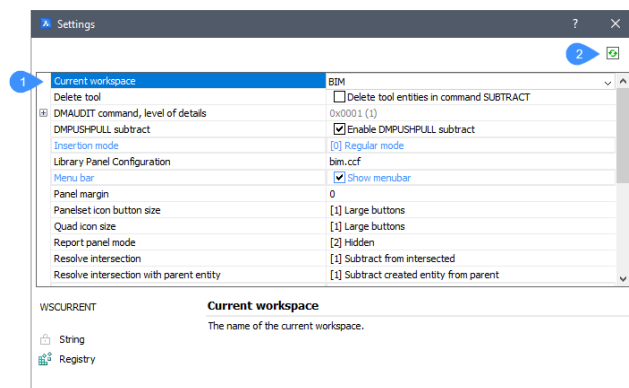 Settings
?
2
1
Current workspace BIM
Delete tool Delete tool entities in command SUBTRACT
DMAUDIT command, level of details 0x0001 (1)
DMPUSHPULL subtract Enable DMPUSHPULL subtract
Insertion mode [0] Regular mode
Library Panel Configuration bim.ccf
Menu bar Show menubar
Panel margin 0
Panelset icon button size [1] Large buttons
Quad icon size [1] Large buttons
Report panel mode [2] Hidden
Resolve intersection [1] Subtract from intersected
Resolve intersection with parent entity [1] Subtract created entity from parent
WSCURRENT Current workspace
The name of the current workspace.
String
Registry